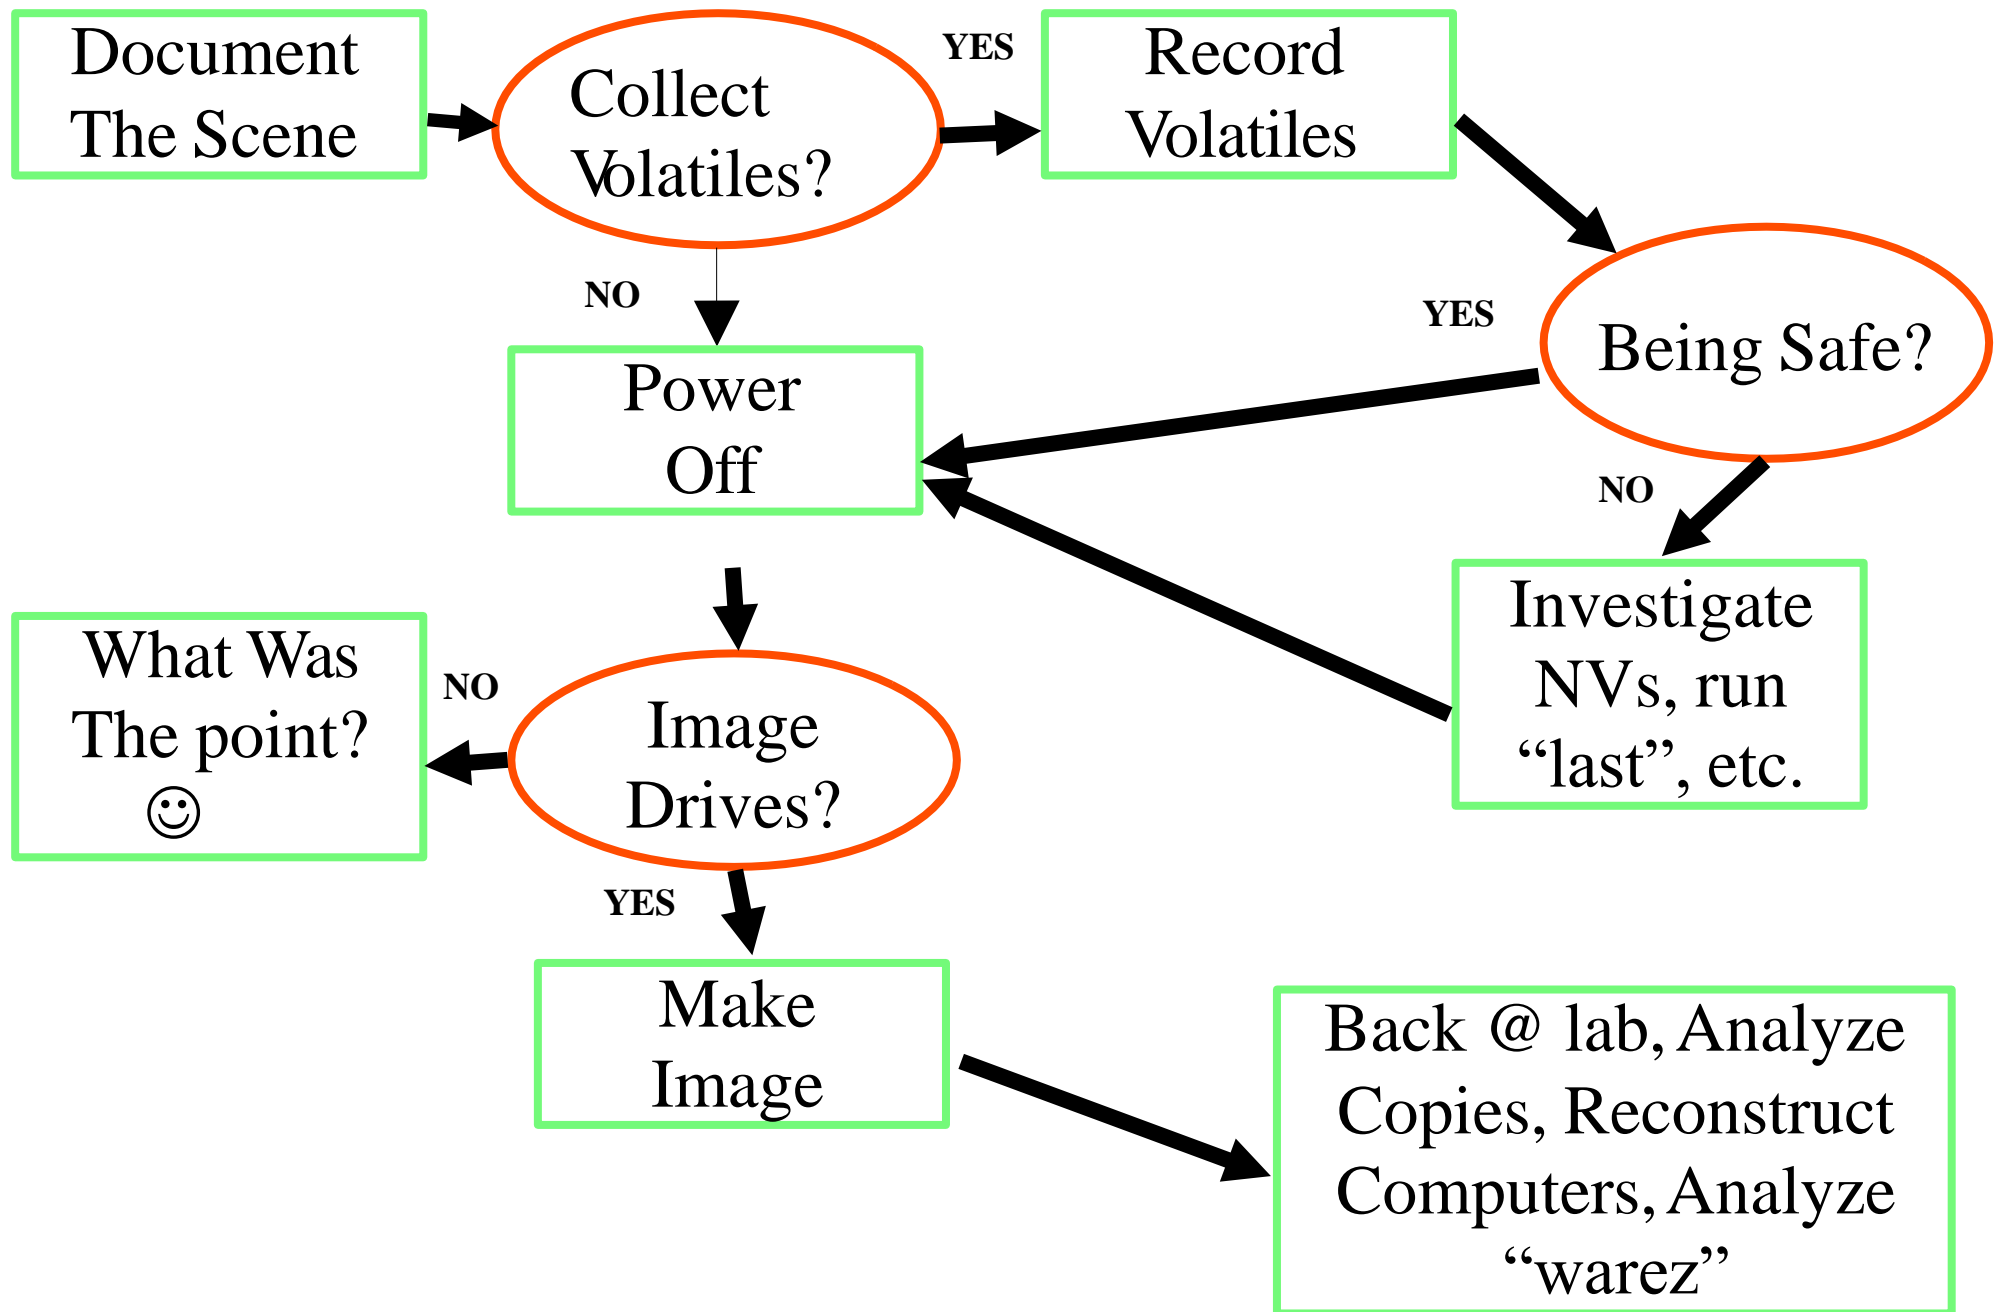 Document
The Scene
Collect
Volatiles?
YES
Record
Volatiles
NO
YES
Being Safe?
Power
Off
NO
Investigate
NVs, run
“last”, etc.
What Was
The point?
☺
NO
Image
Drives?
YES
Make
Image
Back @ lab, Analyze
Copies, Reconstruct
Computers, Analyze
“warez”